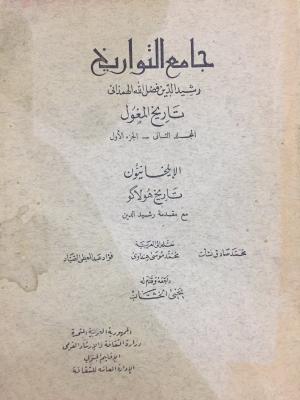 جامع التواريخ
رشيد الدين فضل الله الهمذاني
تاريخ المغول
المجلد الثاني - الجزء الأول
الإيلخانيون
تاريخ هولاكو
مع مقدمة رشيد الدين
نقله إلى العربية
محمد صادق نشأت محمد موسى هنداوي فؤاد عبد المعطي الصياد
راجعه وقدم له
يحيى الخشاب
الجمهورية العربية المتحدة
وزارة الثقافة والإرشاد القومي
الإقليم الجنوبي
الإدارة العامة للثقافة